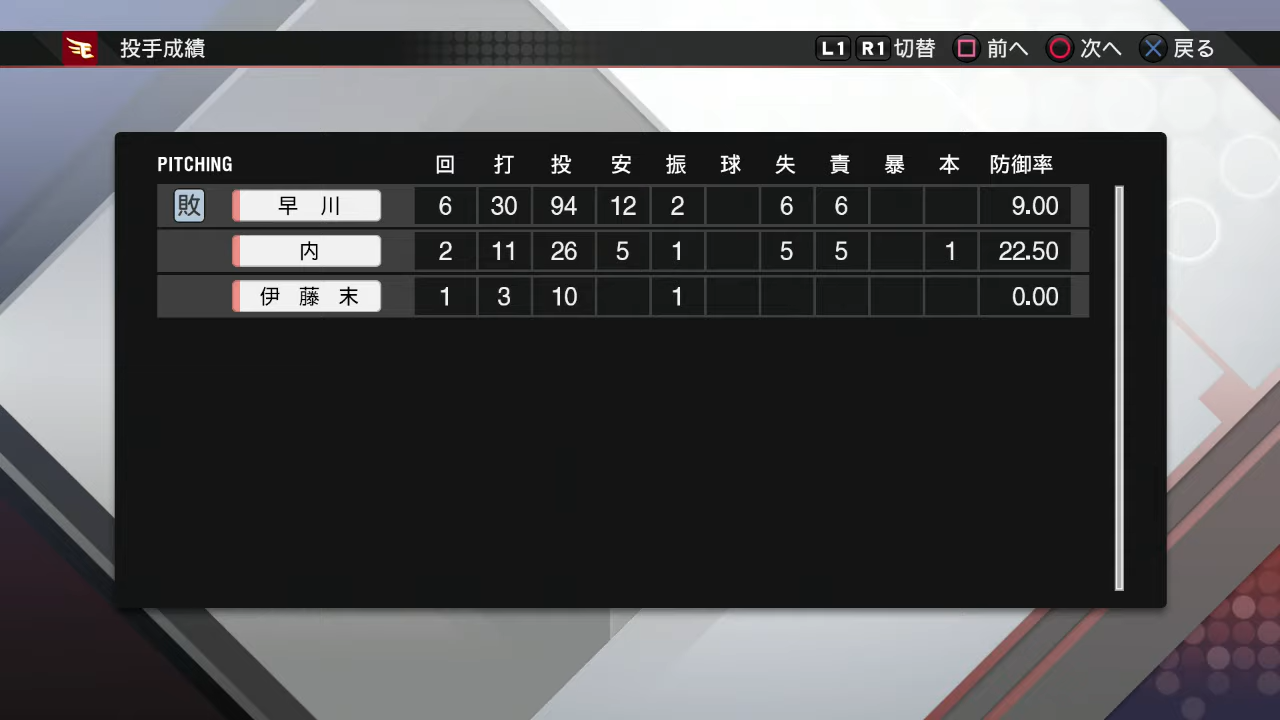 投手成績 L1 R1 切替 前へ 次へ 戻る
PITCHING 回 打 投 安 振 球 失 責 暴 本 防御率
敗 早川 6 30 94 12 2 6 6 9.00
内 2 11 26 5 1 5 5 1 22.50
伊藤末 1 3 10 1 0.00